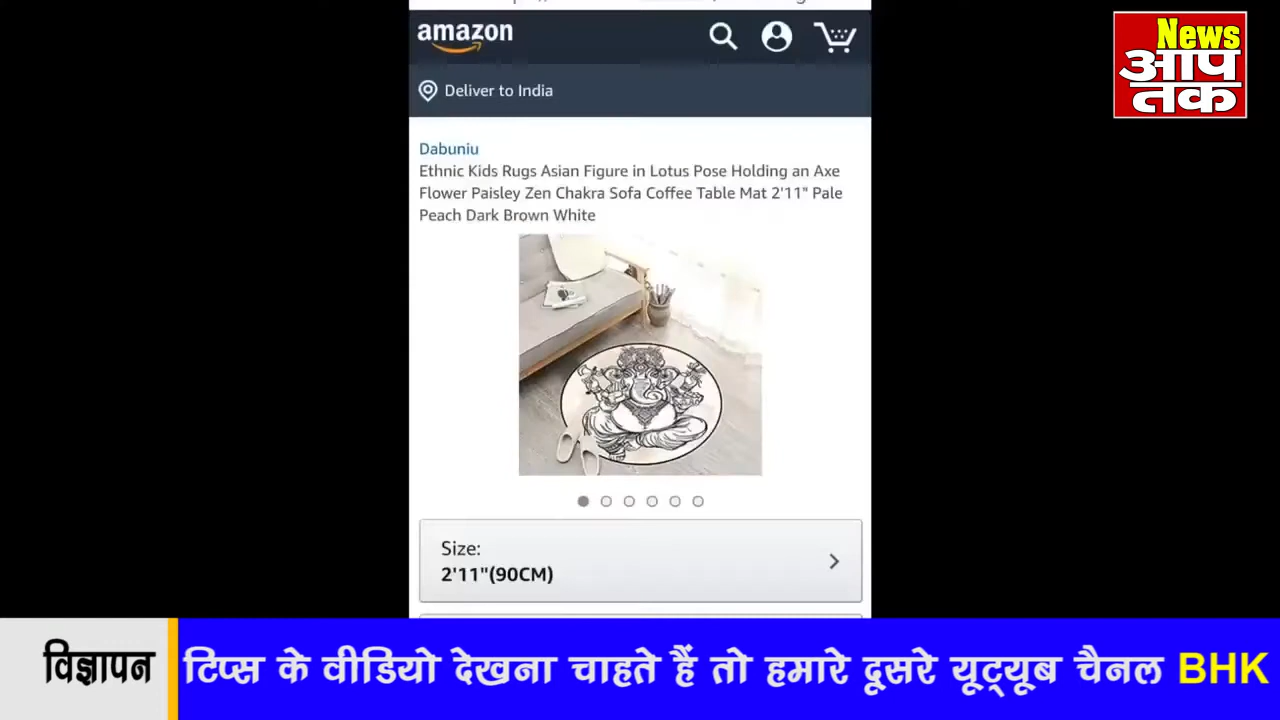 amazon
News
आप
तक
Deliver to India
Dabuniu
Ethnic Kids Rugs Asian Figure in Lotus Pose Holding an Axe
Flower Paisley Zen Chakra Sofa Coffee Table Mat 2'11" Pale
Peach Dark Brown White
Size:
2'11"(90CM)
विज्ञापन
टिप्स के वीडियो देखना चाहते हैं तो हमारे दूसरे यूट्यूब चैनल BHK